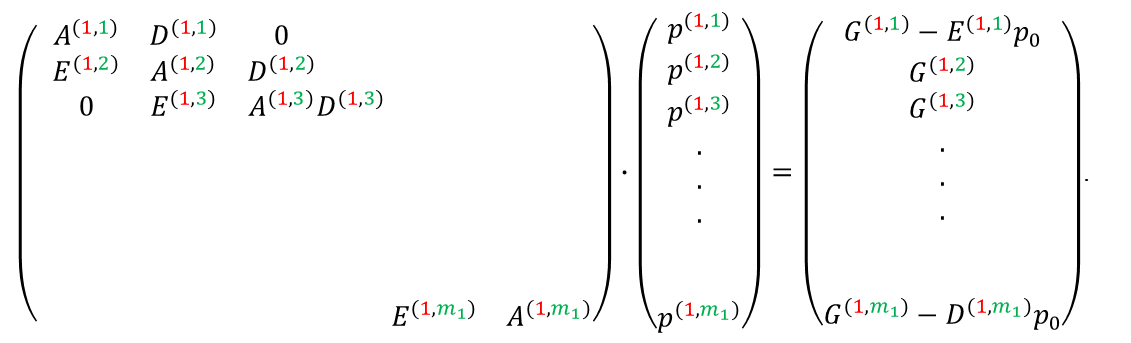 A^{(1,1)} D^{(1,1)} 0 p^{(1,1)} G^{(1,1)} − E^{(1,1)}p_0
E^{(1,2)} A^{(1,2)} D^{(1,2)} p^{(1,2)} G^{(1,2)}
0 E^{(1,3)} A^{(1,3)}D^{(1,3)} p^{(1,3)} G^{(1,3)}
. .
. · . = . .
. .
E^{(1,m_1)} A^{(1,m_1)} p^{(1,m_1)} G^{(1,m_1)} − D^{(1,m_1)}p_0